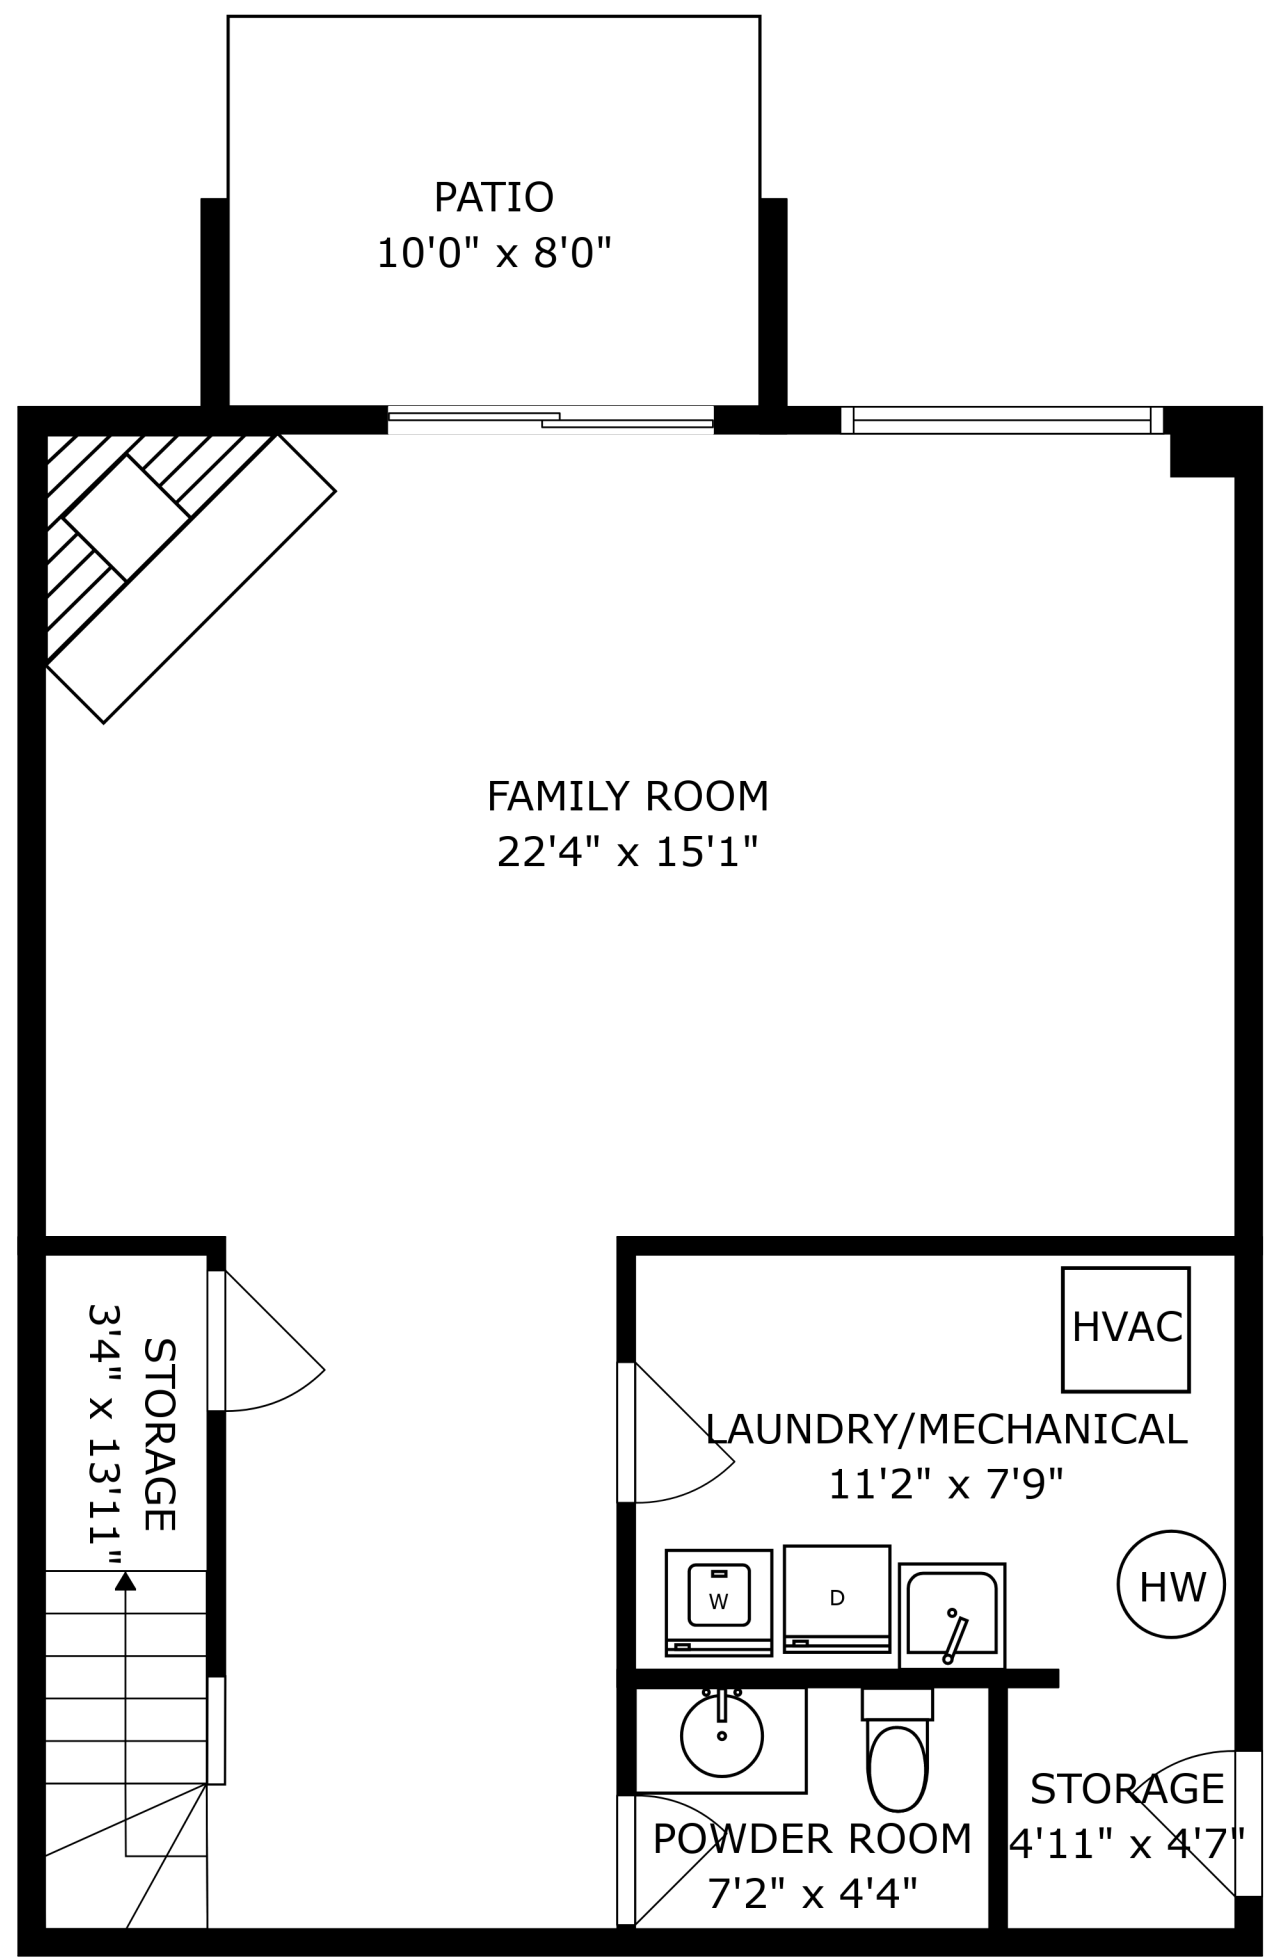 PATIO
10'0" x 8'0"
FAMILY ROOM
22'4" x 15'1"
STORAGE
3'4" x 13'11"
HVAC
LAUNDRY/MECHANICAL
11'2" x 7'9"
W
D
HW
STORAGE
4'11" x 4'7"
POWDER ROOM
7'2" x 4'4"